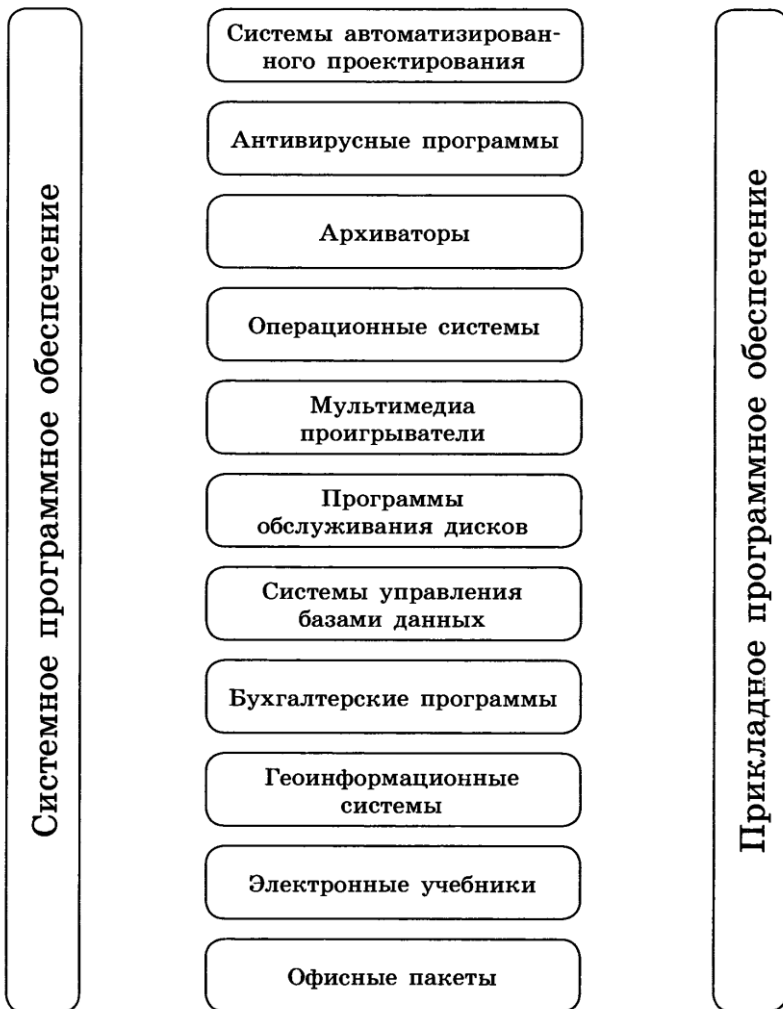 Системное программное обеспечение
Системы автоматизирован-
ного проектирования
Антивирусные программы
Архиваторы
Операционные системы
Мультимедиа
проигрыватели
Программы
обслуживания дисков
Системы управления
базами данных
Бухгалтерские программы
Геоинформационные
системы
Электронные учебники
Офисные пакеты
Прикладное программное обеспечение